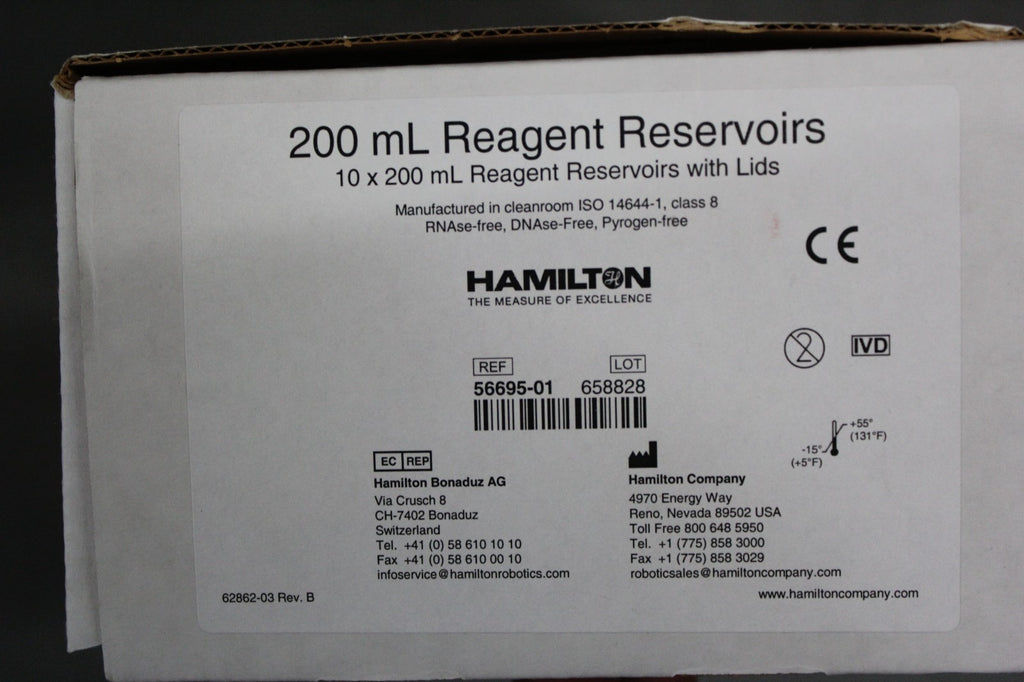 200 mL Reagent Reservoirs
10 x 200 mL Reagent Reservoirs with Lids
Manufactured in cleanroom ISO 14644-1, class 8
RNAse-free, DNAse-Free, Pyrogen-free
CE
HAMILTON
THE MEASURE OF EXCELLENCE
2 IVD
REF LOT
56695-01 658828
+55°
(131°F)
-15°
(+5°F)
EC REP
Hamilton Bonaduz AG
Via Crusch 8
CH-7402 Bonaduz
Switzerland
Tel. +41 (0) 58 610 10 10
Fax +41 (0) 58 610 00 10
infoservice@hamiltonrobotics.com
Hamilton Company
4970 Energy Way
Reno, Nevada 89502 USA
Toll Free 800 648 5950
Tel. +1 (775) 858 3000
Fax +1 (775) 858 3029
roboticsales@hamiltoncompany.com
62862-03 Rev. B
www.hamiltoncompany.com